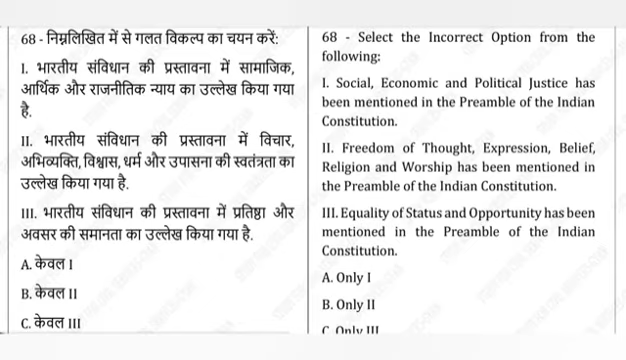 68 - निम्नलिखित में से गलत विकल्प का चयन करें:
I. भारतीय संविधान की प्रस्तावना में सामाजिक,
आर्थिक और राजनीतिक न्याय का उल्लेख किया गया
है.
II. भारतीय संविधान की प्रस्तावना में विचार,
अभिव्यक्ति, विश्वास, धर्म और उपासना की स्वतंत्रता का
उल्लेख किया गया है.
III. भारतीय संविधान की प्रस्तावना में प्रतिष्ठा और
अवसर की समानता का उल्लेख किया गया है.
A. केवल I
B. केवल II
C. केवल III
68 - Select the Incorrect Option from the
following:
I. Social, Economic and Political Justice has
been mentioned in the Preamble of the Indian
Constitution.
II. Freedom of Thought, Expression, Belief,
Religion and Worship has been mentioned in
the Preamble of the Indian Constitution.
III. Equality of Status and Opportunity has been
mentioned in the Preamble of the Indian
Constitution.
A. Only I
B. Only II
C. Only III